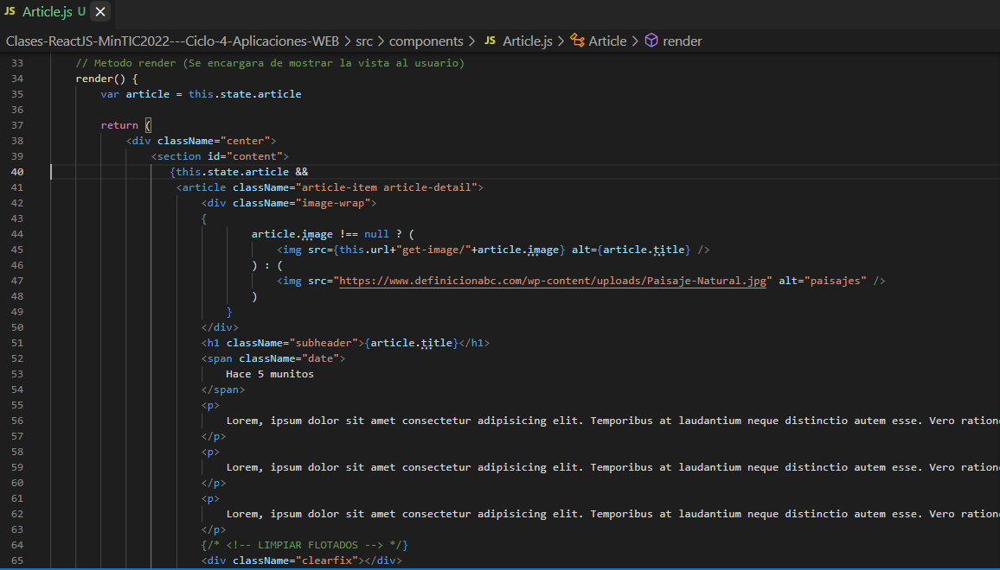 JS Article.js U
Clases-ReactJS-MinTIC2022---Ciclo-4-Aplicaciones-WEB > src > components > JS Article.js > Article > render
33 // Metodo render (Se encargara de mostrar la vista al usuario)
34 render() {
35 var article = this.state.article
36
37 return (
38 <div className="center">
39 <section id="content">
40 {this.state.article &&
41 <article className="article-item article-detail">
42 <div className="image-wrap">
43 {
44 article.image !== null ? (
45 <img src={this.url+"get-image/"+article.image} alt={article.title} />
46 ) : (
47 <img src="https://www.definicionabc.com/wp-content/uploads/Paisaje-Natural.jpg" alt="paisajes" />
48 )
49 }
50 </div>
51 <h1 className="subheader">{article.title}</h1>
52 <span className="date">
53 Hace 5 munitos
54 </span>
55 <p>
56 Lorem, ipsum dolor sit amet consectetur adipisicing elit. Temporibus at laudantium neque distinctio autem esse. Vero ration
57 </p>
58 <p>
59 Lorem, ipsum dolor sit amet consectetur adipisicing elit. Temporibus at laudantium neque distinctio autem esse. Vero ration
60 </p>
61 <p>
62 Lorem, ipsum dolor sit amet consectetur adipisicing elit. Temporibus at laudantium neque distinctio autem esse. Vero ration
63 </p>
64 {/* <!-- LIMPIAR FLOTADOS --> */}
65 <div className="clearfix"></div>